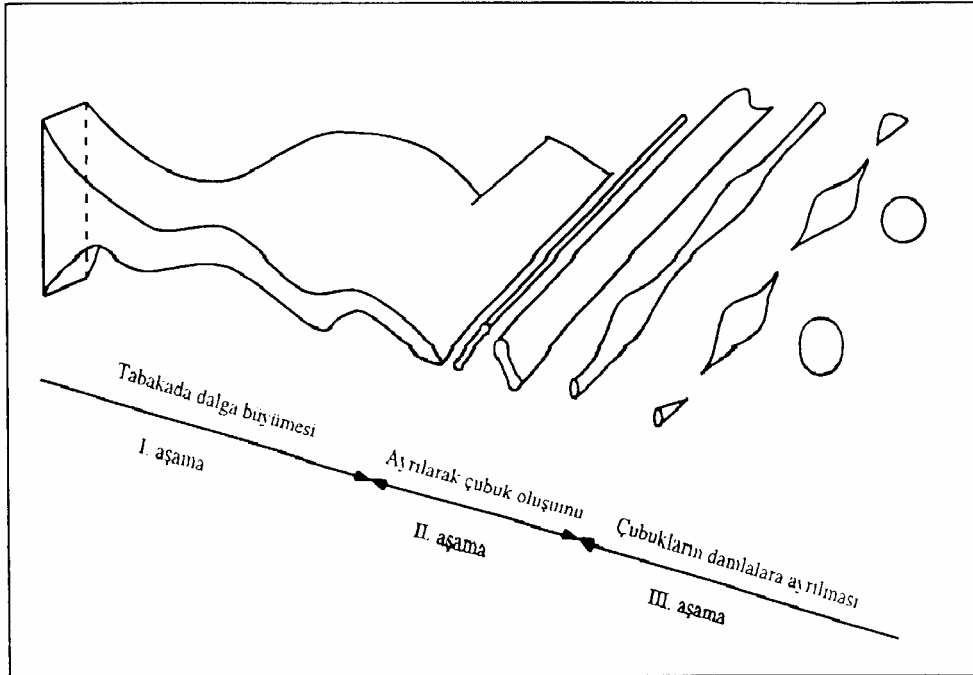 Tabakada dalga büyümesi
I. aşama
Ayrılarak çubuk oluşumu
II. aşama
Çubukların damlalara ayrılması
III. aşama